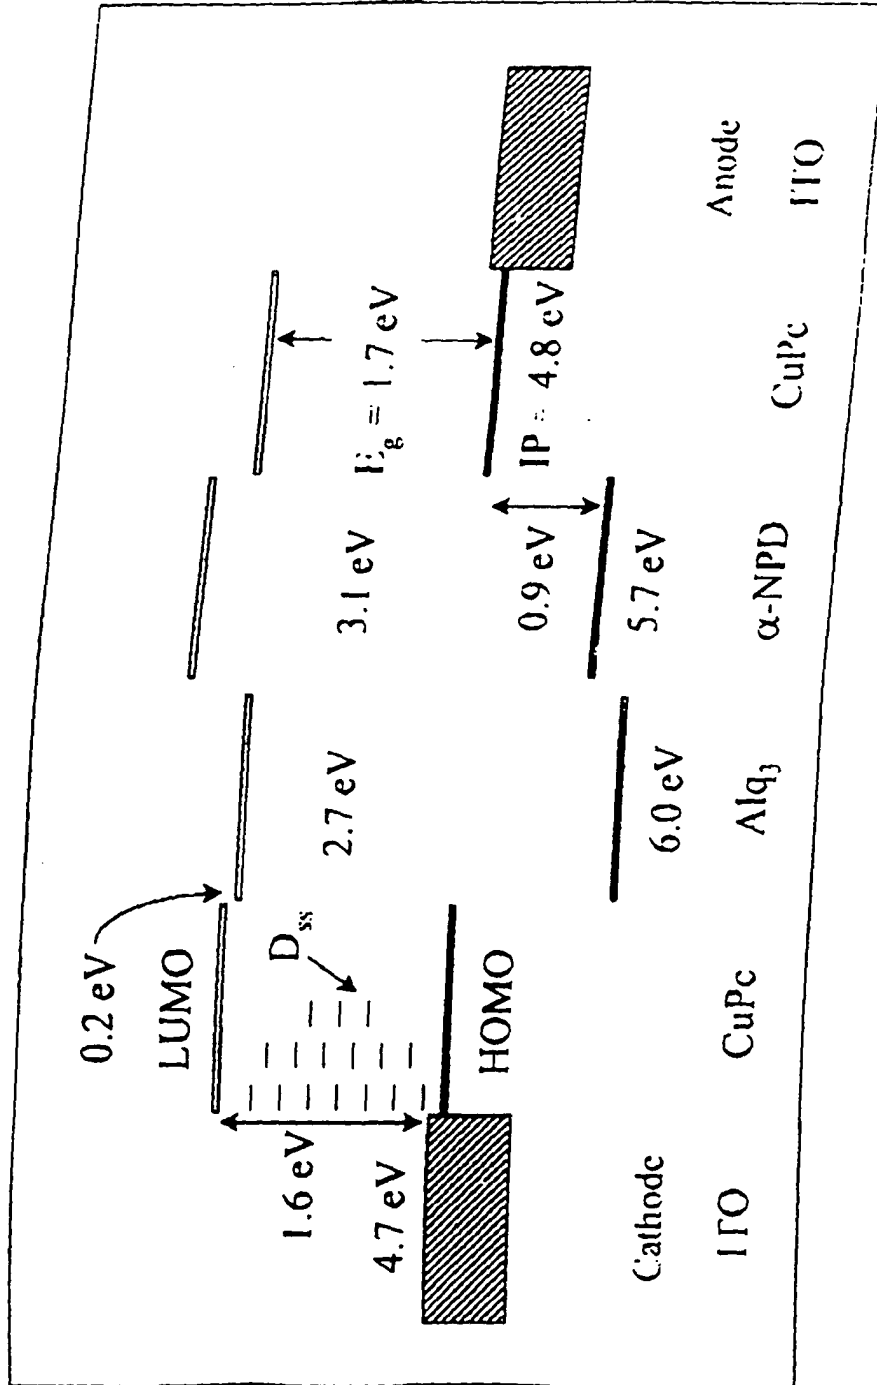 0.2 eV
LUMO
D_ss
1.6 eV
4.7 eV
HOMO
2.7 eV
6.0 eV
3.1 eV
0.9 eV
5.7 eV
E_g = 1.7 eV
IP = 4.8 eV
Cathode
ITO
CuPc
Alq₃
α-NPD
CuPc
Anode
ITO